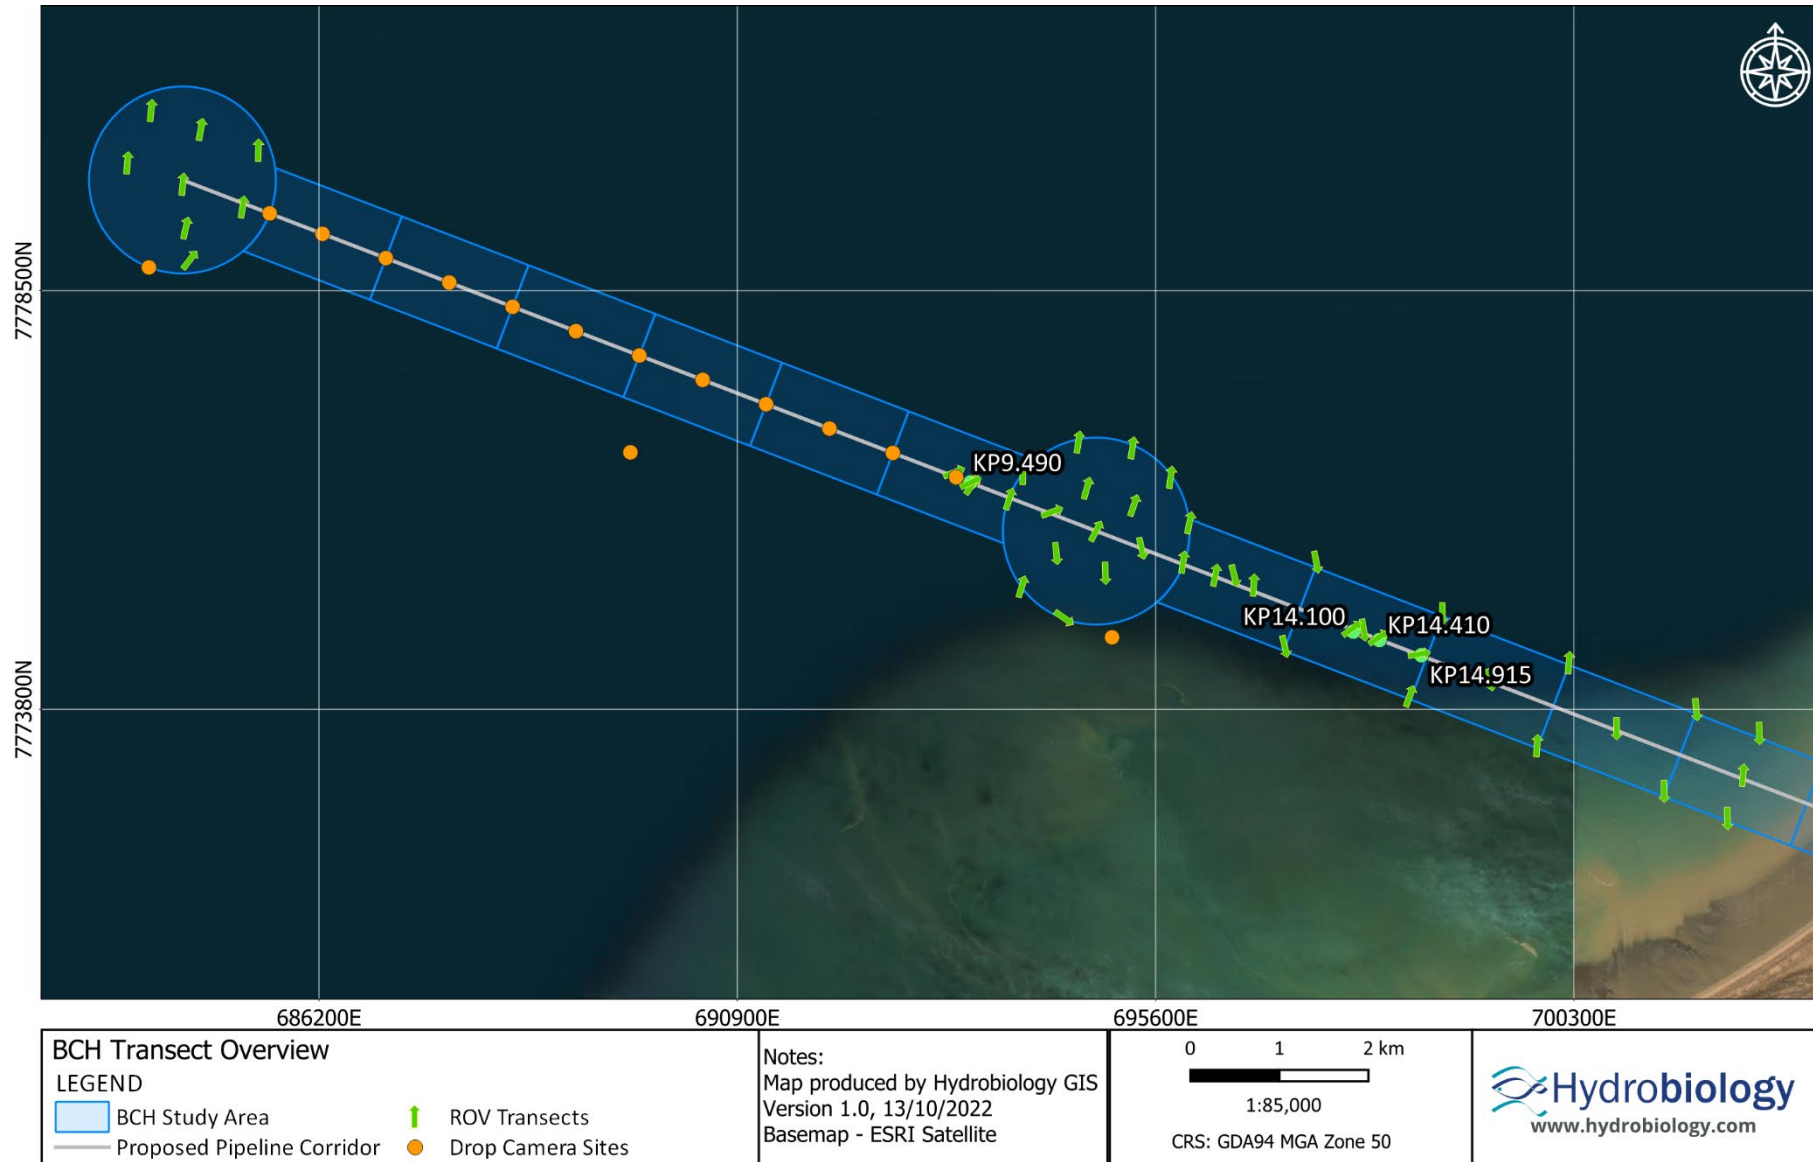 7778500N
7773800N
KP9.490
KP14.100
KP14.410
KP14.915
686200E
690900E
695600E
700300E
BCH Transect Overview
LEGEND
BCH Study Area
Proposed Pipeline Corridor
ROV Transects
Drop Camera Sites
Notes:
Map produced by Hydrobiology GIS
Version 1.0, 13/10/2022
Basemap - ESRI Satellite
0 1 2 km
1:85,000
CRS: GDA94 MGA Zone 50
Hydrobiology
www.hydrobiology.com